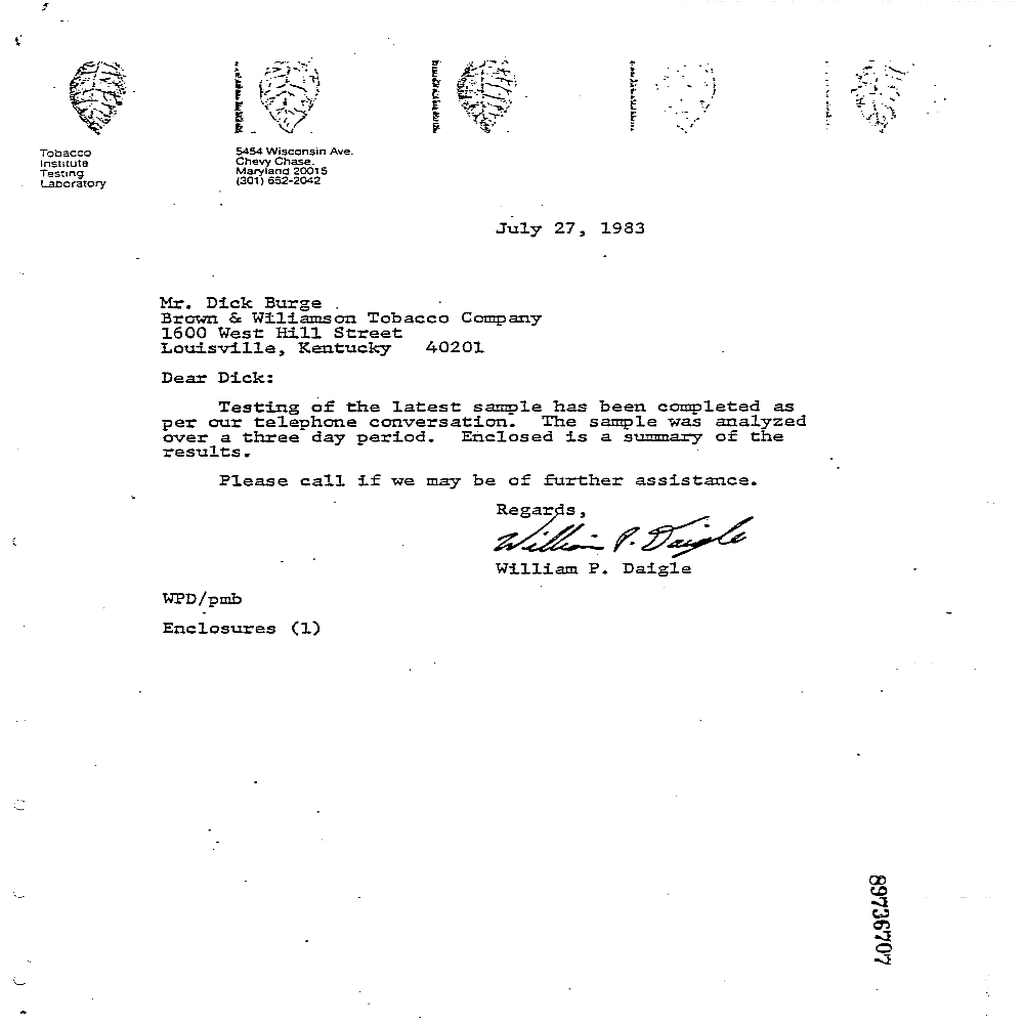 Tobacco
Institute
Testing
Laboratory
5454 Wisconsin Ave.
Chevy Chase.
Maryland 20015
(301) 652-2042
July 27, 1983
Mr. Dick Burge
Brown & Wiliamson Tobacco Company
1600 West Hill Street
Louisville, Kentucky 40201
Dear Dick:
Testing of the latest sample has been completed as
per our telephone conversation. The sample was analyzed
over a three day period. Enclosed is a summary of the
results.
Please call if we may be of further assistance.
Regards,
William P. Daigle
William P. Daigle
WPD/pmb
Enclosures (1)
89736707